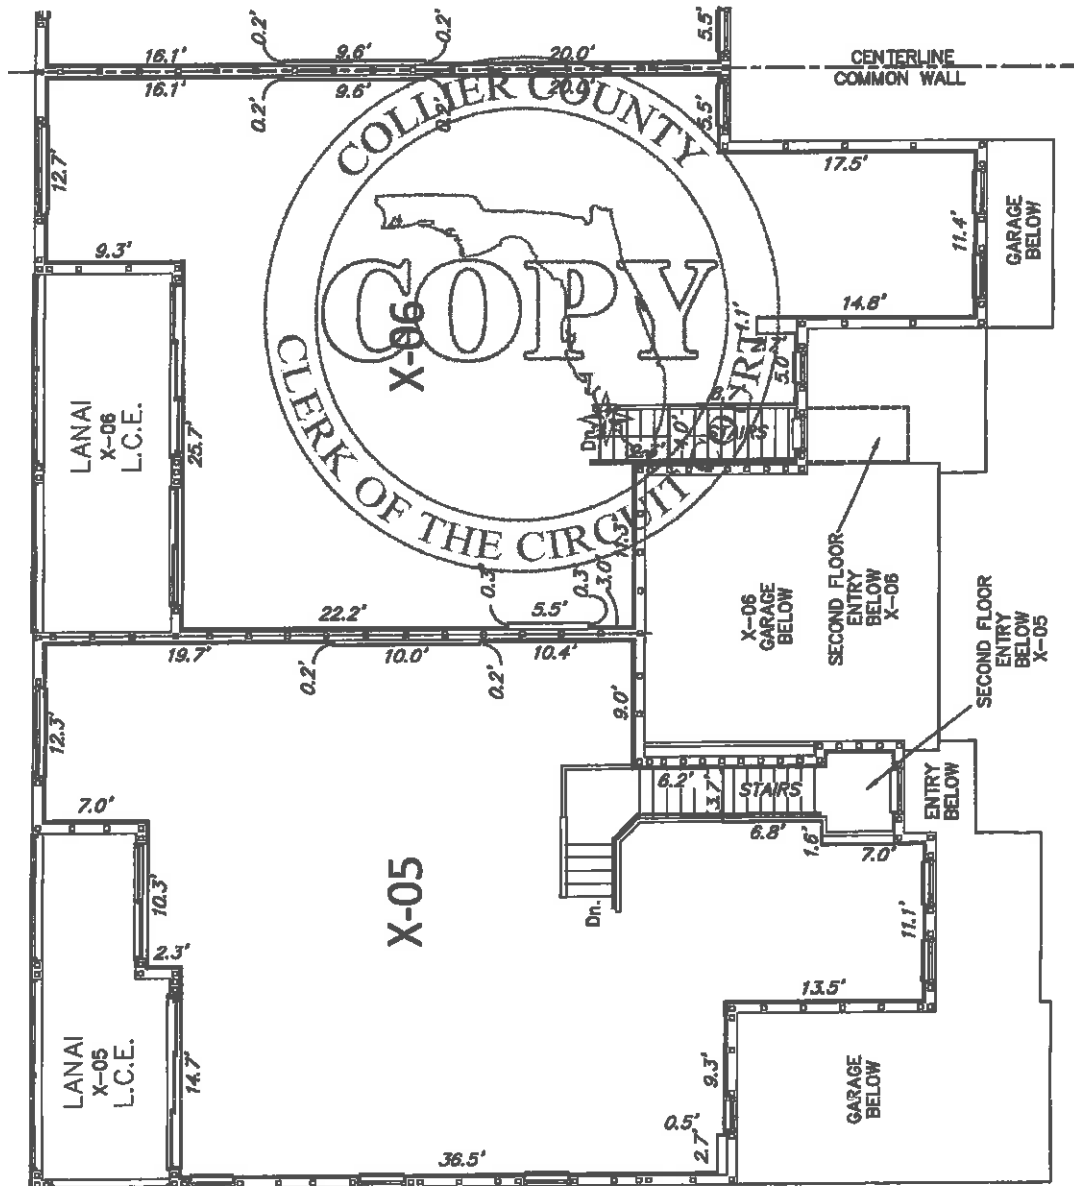 5.5'
0.2'
0.2'
16.1'
9.6'
20.0'
CENTERLINE
COMMON WALL
16.1'
9.6'
20.0'
0.2'
0.2'
5.5'
COLLIER COUNTY
12.7'
17.5'
11.4'
GARAGE
BELOW
9.3'
COPY
14.8'
X-06
LANAI
X-06
L.C.E.
25.7'
5.0'
Dn.
4.0'
STAIRS
CLERK OF THE CIRCUIT
0.3'
0.3'
3.0'
22.2'
5.5'
X-06
GARAGE
BELOW
SECOND FLOOR
ENTRY
BELOW
X-06
SECOND FLOOR
ENTRY
BELOW
X-05
19.7'
10.0'
10.4'
0.2'
0.2'
9.0'
12.3'
6.2'
3.7'
STAIRS
ENTRY
BELOW
7.0'
6.8'
1.6'
7.0'
X-05
Dn.
10.3'
2.3'
11.1'
13.5'
LANAI
X-05
L.C.E.
14.7'
9.3'
GARAGE
BELOW
0.5'
2.7'
36.5'